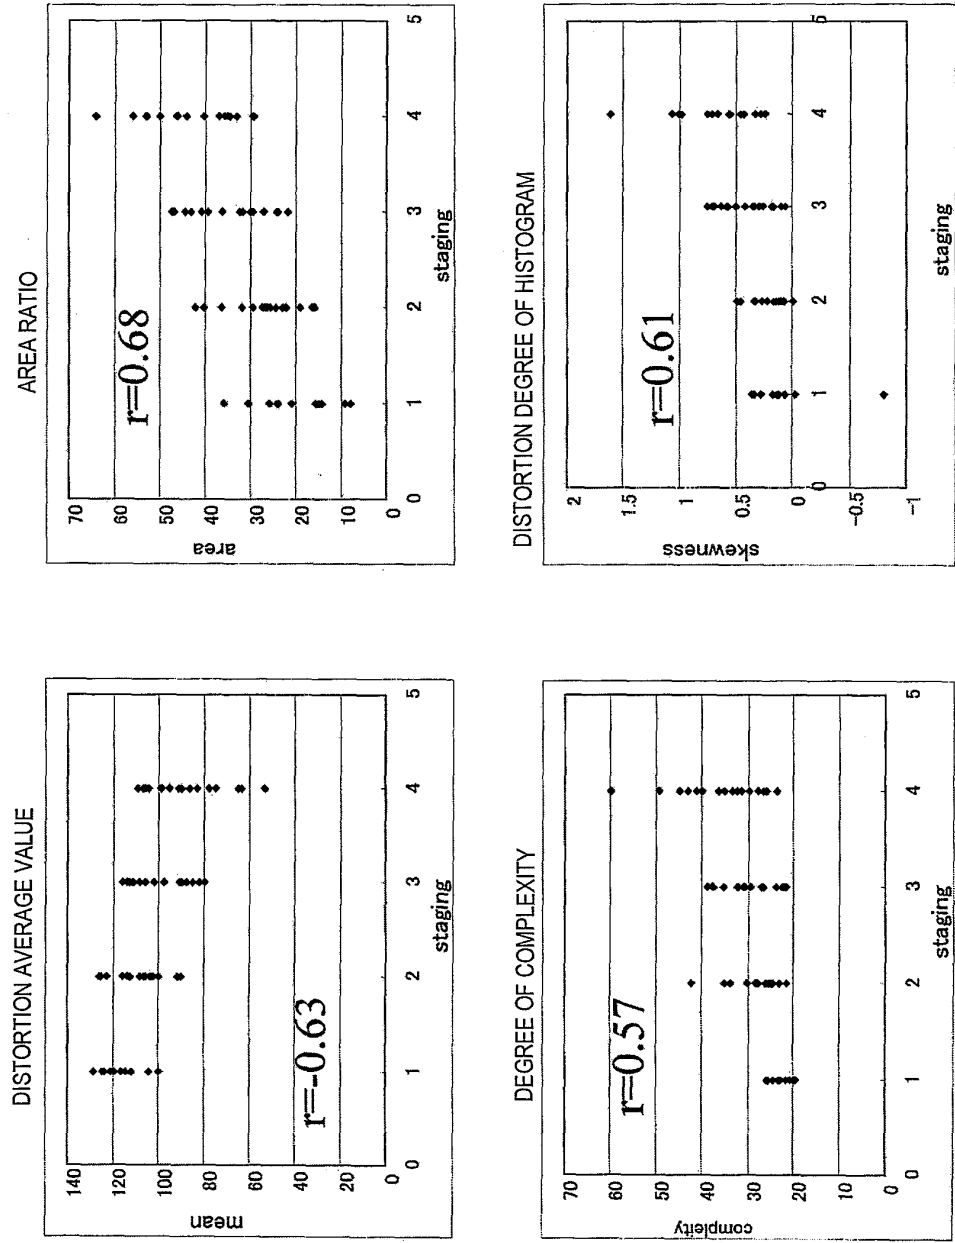 DISTORTION AVERAGE VALUE
140
120
100
80
60
40
20
0
mean
r=-0.63
0 1 2 3 4 5
staging
AREA RATIO
70
60
50
40
30
20
10
0
area
r=0.68
0 1 2 3 4 5
staging
DEGREE OF COMPLEXITY
70
60
50
40
30
20
10
0
compleity
r=0.57
0 1 2 3 4 5
staging
DISTORTION DEGREE OF HISTOGRAM
2
1.5
1
0.5
0
-0.5
-1
skewness
r=0.61
0 1 2 3 4 5
staging